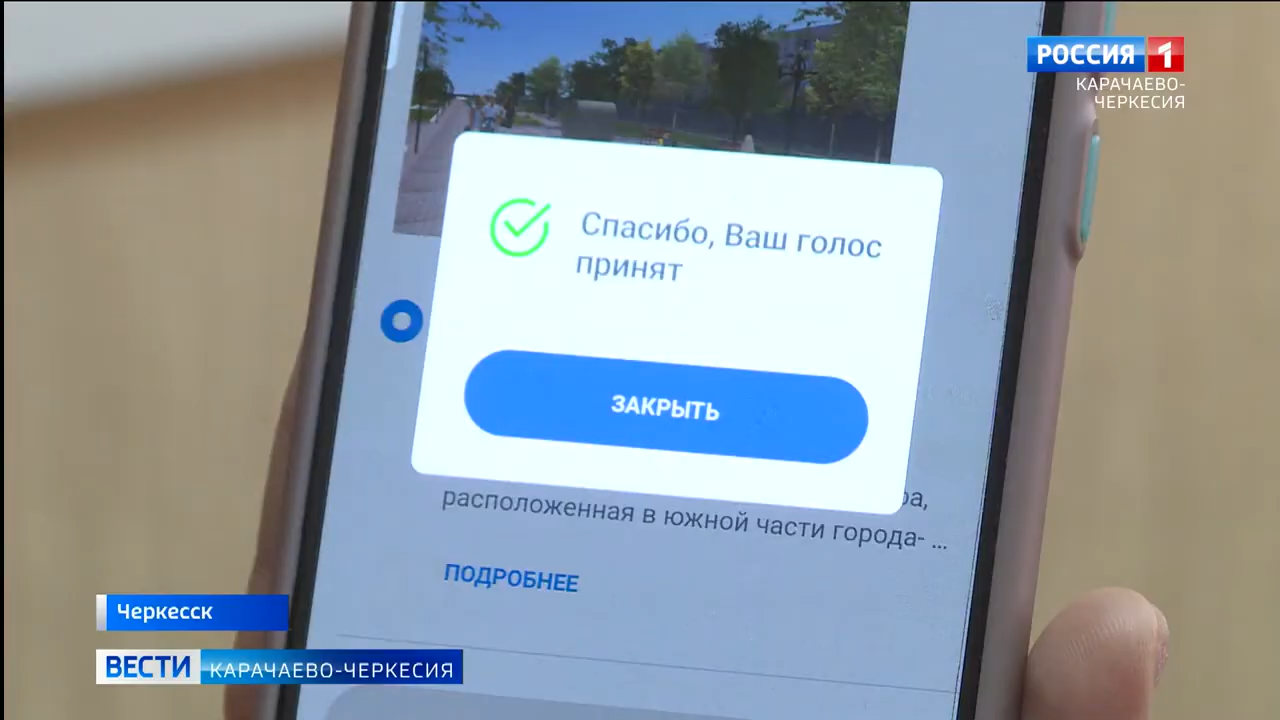 РОССИЯ 1
КАРАЧАЕВО-
ЧЕРКЕСИЯ
Спасибо, Ваш голос
принят
ЗАКРЫТЬ
расположенная в южной части города- ...
ПОДРОБНЕЕ
Черкесск
ВЕСТИ КАРАЧАЕВО-ЧЕРКЕСИЯ